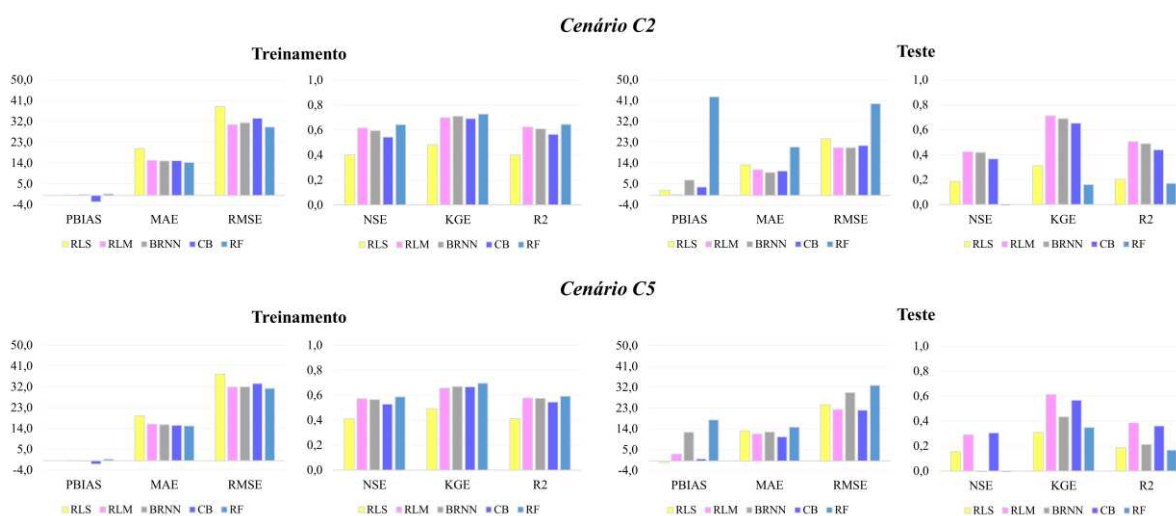 Cenário C2
Treinamento
Teste
50,0
41,0
32,0
23,0
14,0
5,0
-4,0
PBIAS MAE RMSE
RLS RLM BRNN CB RF
1,0
0,8
0,6
0,4
0,2
0,0
NSE KGE R2
RLS RLM BRNN CB RF
50,0
41,0
32,0
23,0
14,0
5,0
-4,0
PBIAS MAE RMSE
RLS RLM BRNN CB RF
1,0
0,8
0,6
0,4
0,2
0,0
NSE KGE R2
RLS RLM BRNN CB RF
Cenário C5
Treinamento
Teste
50,0
41,0
32,0
23,0
14,0
5,0
-4,0
PBIAS MAE RMSE
RLS RLM BRNN CB RF
1,0
0,8
0,6
0,4
0,2
0,0
NSE KGE R2
RLS RLM BRNN CB RF
50,0
41,0
32,0
23,0
14,0
5,0
-4,0
PBIAS MAE RMSE
RLS RLM BRNN CB RF
1,0
0,8
0,6
0,4
0,2
0,0
NSE KGE R2
RLS RLM BRNN CB RF